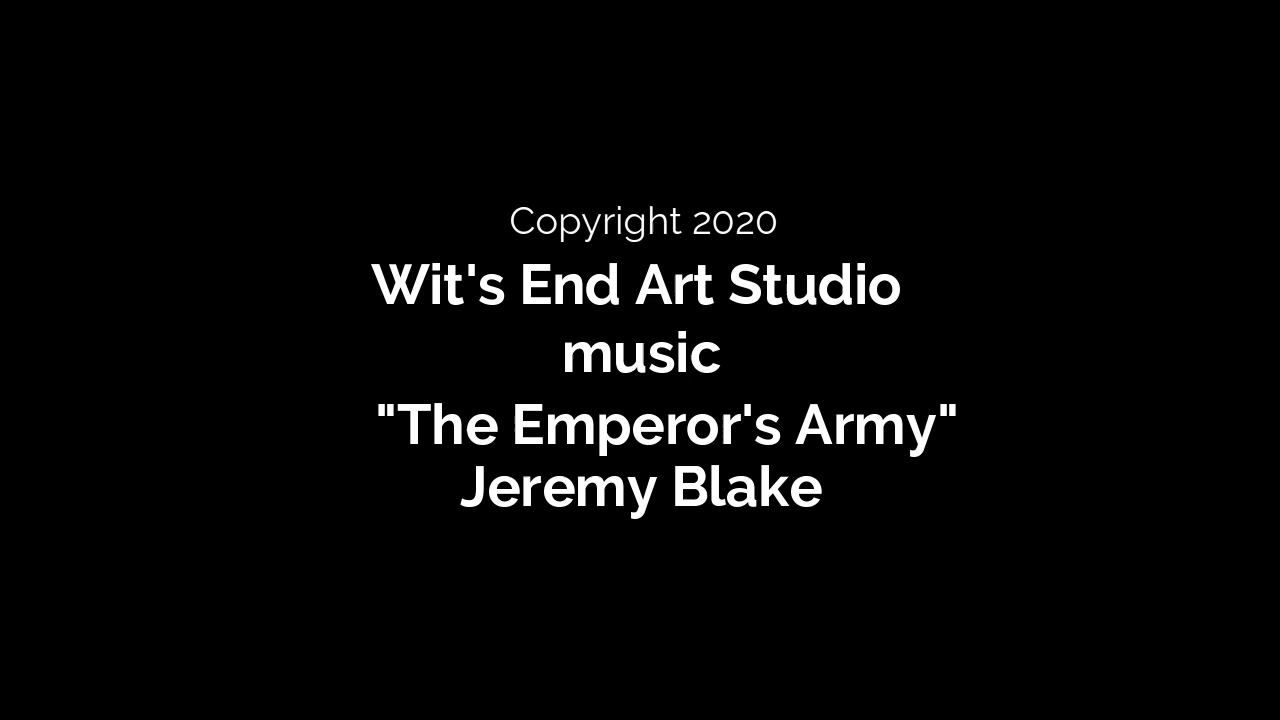 Copyright 2020
Wit's End Art Studio
music
"The Emperor's Army"
Jeremy Blake